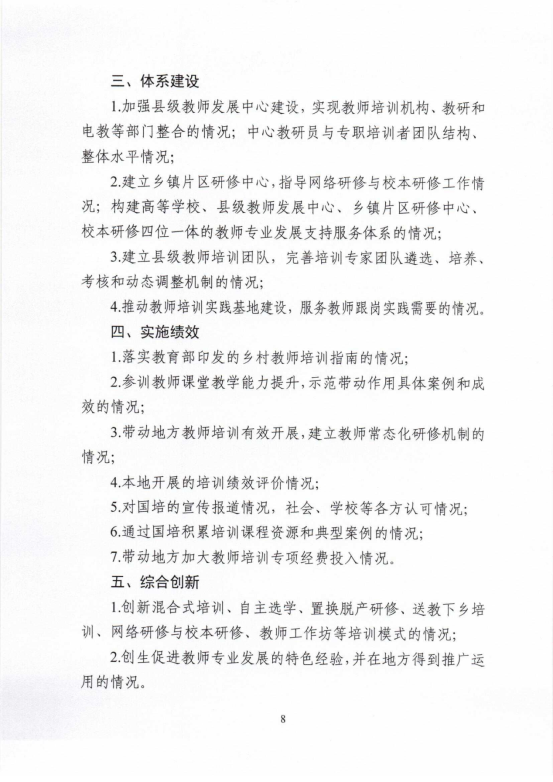 三、体系建设
1.加强县级教师发展中心建设，实现教师培训机构、教研和
电教等部门整合的情况；中心教研员与专职培训者团队结构、
整体水平情况；
2.建立乡镇片区研修中心，指导网络研修与校本研修工作情
况；构建高等学校、县级教师发展中心、乡镇片区研修中心、
校本研修四位一体的教师专业发展支持服务体系的情况；
3.建立县级教师培训团队，完善培训专家团队遴选、培养、
考核和动态调整机制的情况；
4.推动教师培训实践基地建设，服务教师跟岗实践需要的情况。
四、实施绩效
1.落实教育部印发的乡村教师培训指南的情况；
2.参训教师课堂教学能力提升，示范带动作用具体案例和成
效的情况；
3.带动地方教师培训有效开展，建立教师常态化研修机制的
情况；
4.本地开展的培训绩效评价情况；
5.对国培的宣传报道情况，社会、学校等各方认可情况；
6.通过国培积累培训课程资源和典型案例的情况；
7.带动地方加大教师培训专项经费投入情况。
五、综合创新
1.创新混合式培训、自主选学、置换脱产研修、送教下乡培
训、网络研修与校本研修、教师工作坊等培训模式的情况；
2.创生促进教师专业发展的特色经验，并在地方得到推广运
用的情况。
8